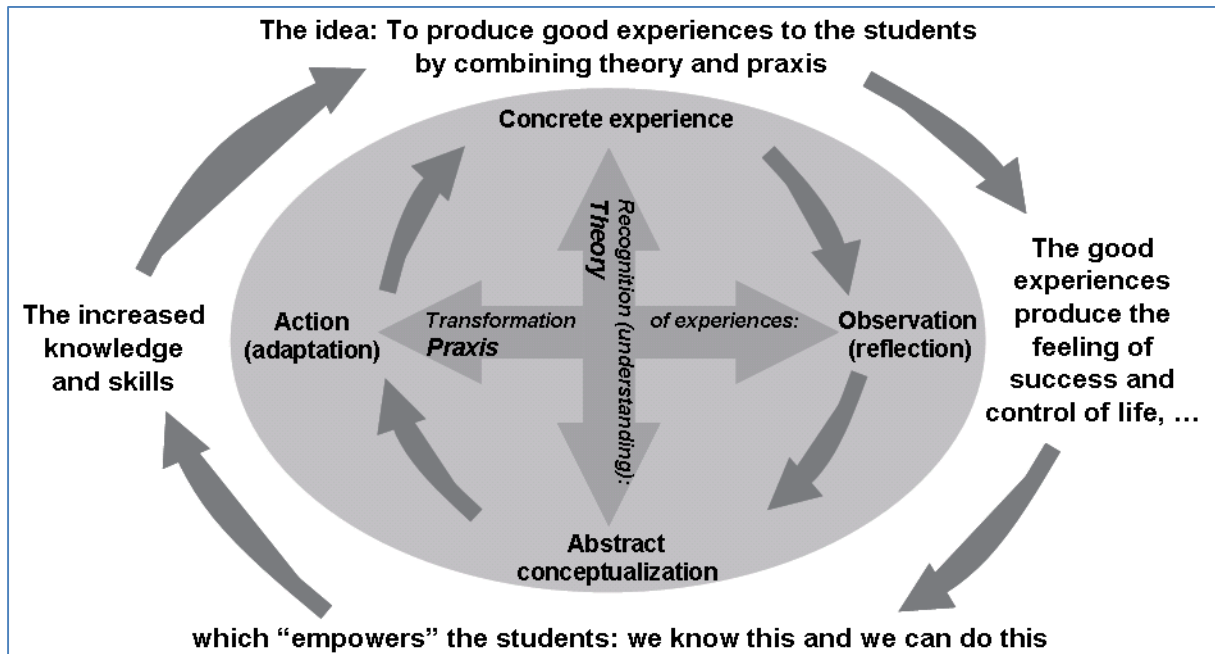 The idea: To produce good experiences to the students
by combining theory and praxis
Concrete experience
Recognition (understanding):
Theory
The good
experiences
produce the
feeling of
success and
control of life, …
The increased
knowledge
and skills
Action
(adaptation)
Transformation
of experiences:
Praxis
Observation
(reflection)
Abstract
conceptualization
which “empowers” the students: we know this and we can do this